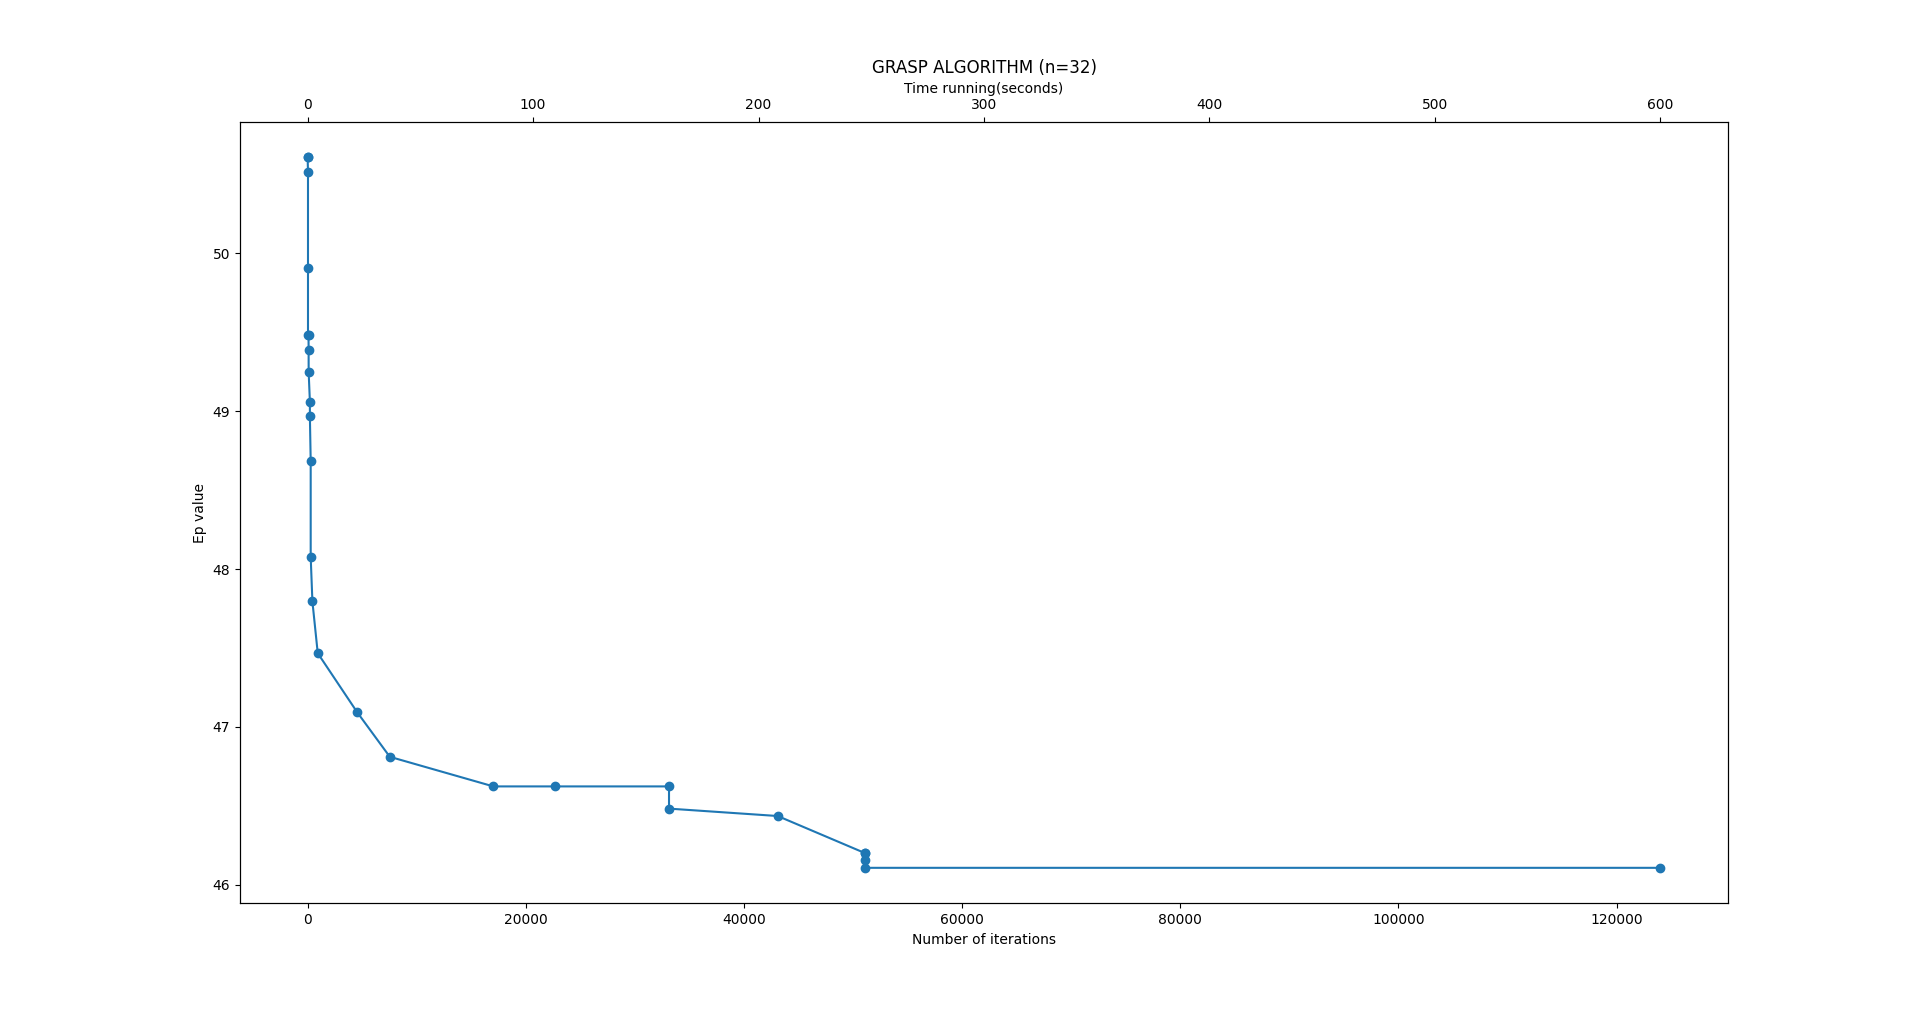 GRASP ALGORITHM (n=32)
Time running(seconds)
0 100 200 300 400 500 600
50
49
48
47
46
Ep value
0 20000 40000 60000 80000 100000 120000
Number of iterations